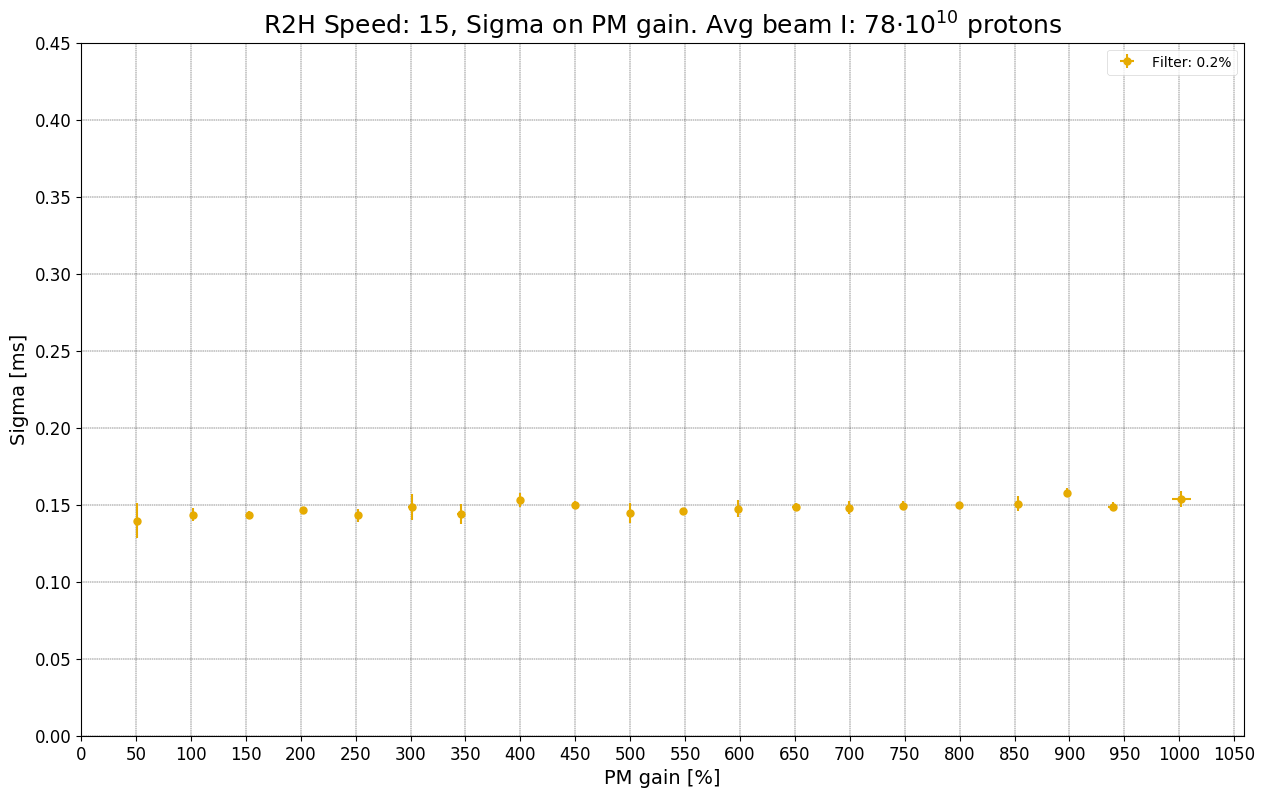 R2H Speed: 15, Sigma on PM gain. Avg beam I: 78·10¹⁰ protons
Filter: 0.2%
0.45
0.40
0.35
0.30
0.25
0.20
0.15
0.10
0.05
0.00
Sigma [ms]
0 50 100 150 200 250 300 350 400 450 500 550 600 650 700 750 800 850 900 950 1000 1050
PM gain [%]